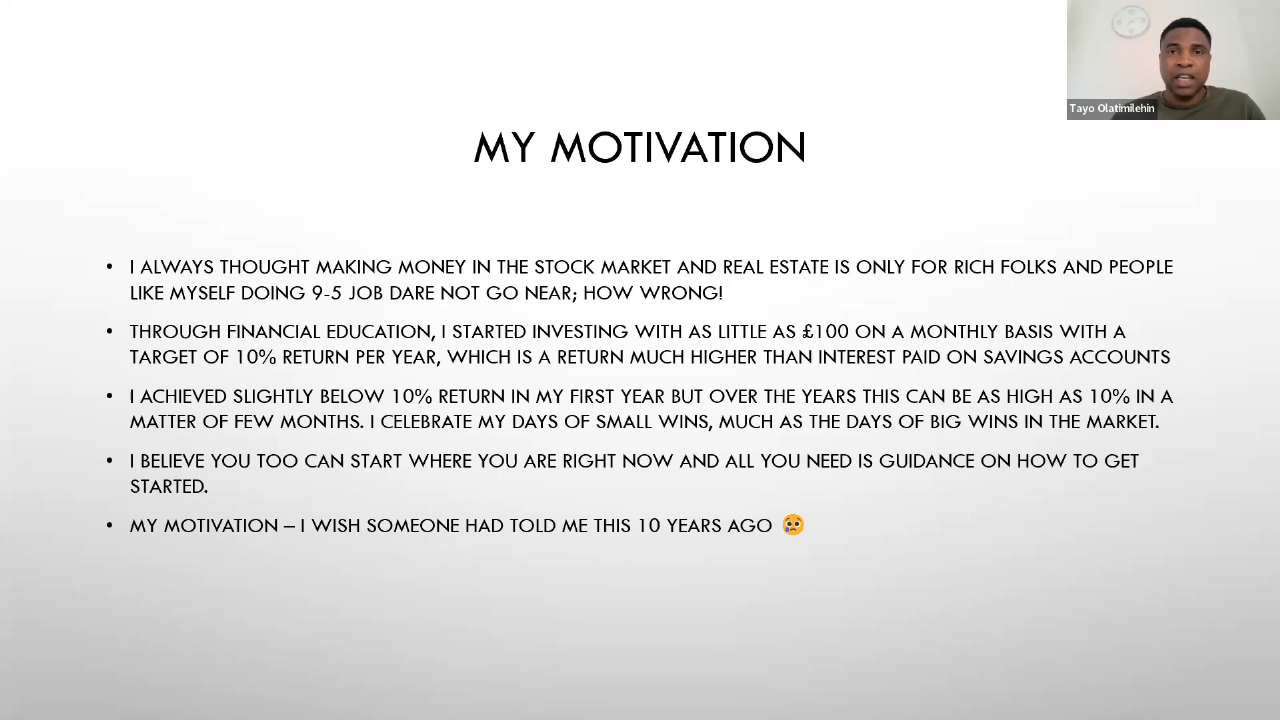 Tayo Olatimilehin
MY MOTIVATION
• I ALWAYS THOUGHT MAKING MONEY IN THE STOCK MARKET AND REAL ESTATE IS ONLY FOR RICH FOLKS AND PEOPLE
LIKE MYSELF DOING 9-5 JOB DARE NOT GO NEAR; HOW WRONG!
• THROUGH FINANCIAL EDUCATION, I STARTED INVESTING WITH AS LITTLE AS £100 ON A MONTHLY BASIS WITH A
TARGET OF 10% RETURN PER YEAR, WHICH IS A RETURN MUCH HIGHER THAN INTEREST PAID ON SAVINGS ACCOUNTS
• I ACHIEVED SLIGHTLY BELOW 10% RETURN IN MY FIRST YEAR BUT OVER THE YEARS THIS CAN BE AS HIGH AS 10% IN A
MATTER OF FEW MONTHS. I CELEBRATE MY DAYS OF SMALL WINS, MUCH AS THE DAYS OF BIG WINS IN THE MARKET.
• I BELIEVE YOU TOO CAN START WHERE YOU ARE RIGHT NOW AND ALL YOU NEED IS GUIDANCE ON HOW TO GET
STARTED.
• MY MOTIVATION – I WISH SOMEONE HAD TOLD ME THIS 10 YEARS AGO 😢